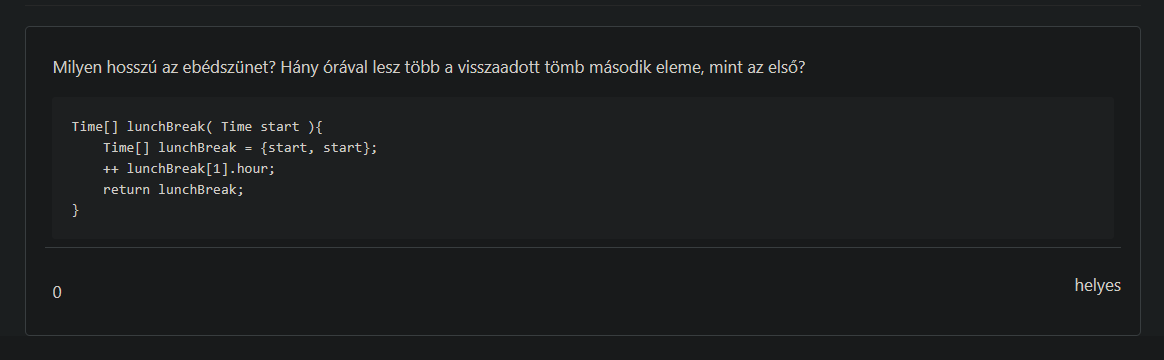 Milyen hosszú az ebédszünet? Hány órával lesz több a visszaadott tömb második eleme, mint az első?
Time[] lunchBreak( Time start ){
    Time[] lunchBreak = {start, start};
    ++ lunchBreak[1].hour;
    return lunchBreak;
}
0
helyes